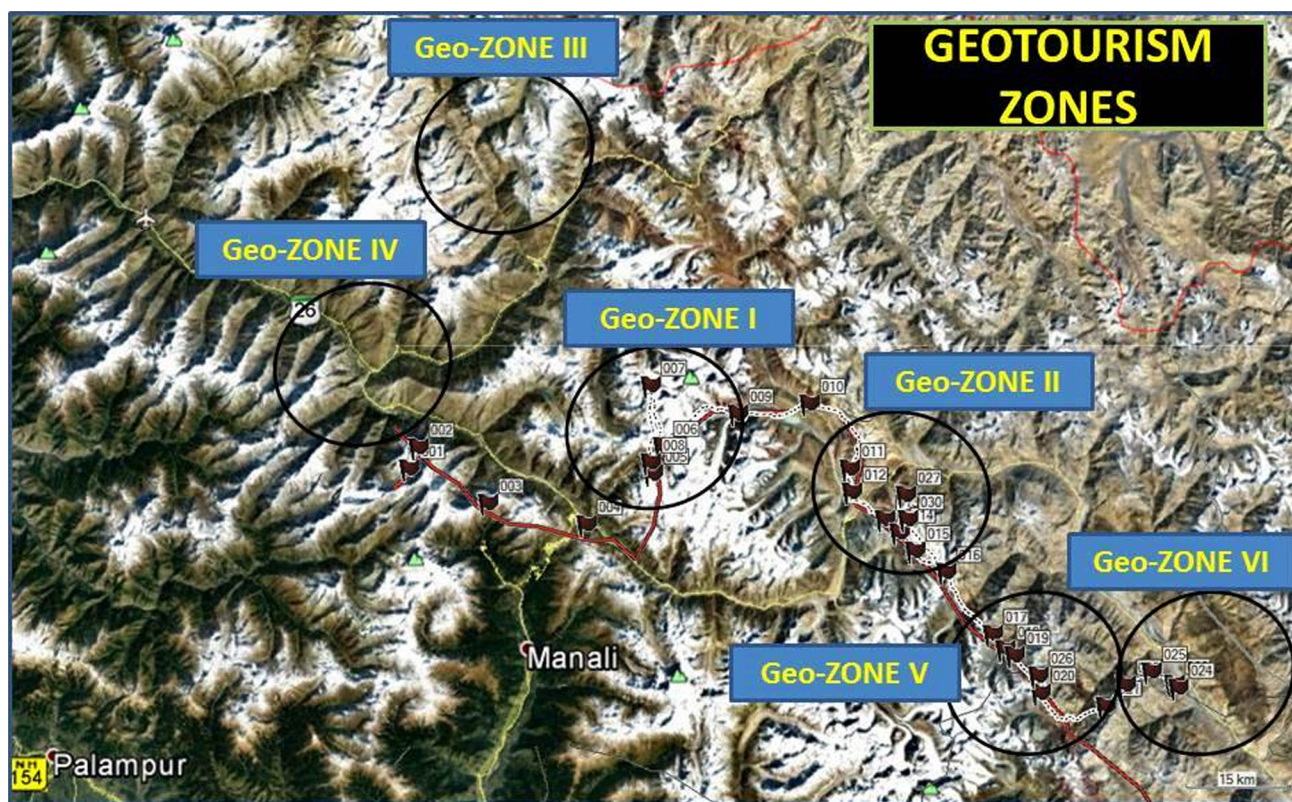 Geo-ZONE III
GEOTOURISM
ZONES
Geo-ZONE IV
26
Geo-ZONE I
007
Geo-ZONE II
010
009
006
002
008
011
005
012
027
003
030
004
015
016
Geo-ZONE VI
017
019
Manali
Geo-ZONE V
026
025
020
024
NH
154
Palampur
15 km